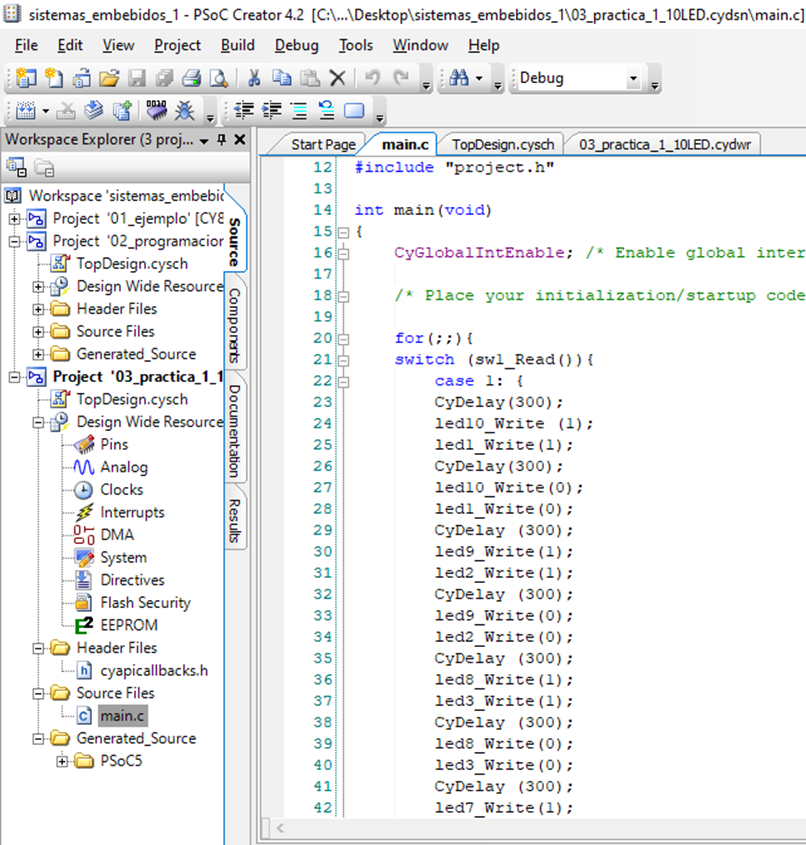 sistemas_embebidos_1 - PSoC Creator 4.2 [C:\...\Desktop\sistemas_embebidos_1\03_practica_1_10LED.cydsn\main.c]
File Edit View Project Build Debug Tools Window Help
Debug
Workspace Explorer (3 proj...
Workspace 'sistemas_embebid
Project '01_ejemplo' [CY8
Project '02_programacior
TopDesign.cysch
Design Wide Resource
Header Files
Source Files
Generated_Source
Project '03_practica_1_1
TopDesign.cysch
Design Wide Resource
Pins
Analog
Clocks
Interrupts
DMA
System
Directives
Flash Security
EEPROM
Header Files
cyapicallbacks.h
Source Files
main.c
Generated_Source
PSoC5
Source
Components
Documentation
Results
Start Page main.c TopDesign.cysch 03_practica_1_10LED.cydwr
12 #include "project.h"
13
14 int main(void)
15 {
16 CyGlobalIntEnable; /* Enable global inter
17
18 /* Place your initialization/startup code
19
20 for(;;){
21 switch (sw1_Read()){
22 case 1: {
23 CyDelay(300);
24 led10_Write (1);
25 led1_Write(1);
26 CyDelay(300);
27 led10_Write(0);
28 led1_Write(0);
29 CyDelay (300);
30 led9_Write(1);
31 led2_Write(1);
32 CyDelay (300);
33 led9_Write(0);
34 led2_Write(0);
35 CyDelay (300);
36 led8_Write(1);
37 led3_Write(1);
38 CyDelay (300);
39 led8_Write(0);
40 led3_Write(0);
41 CyDelay (300);
42 led7_Write(1);